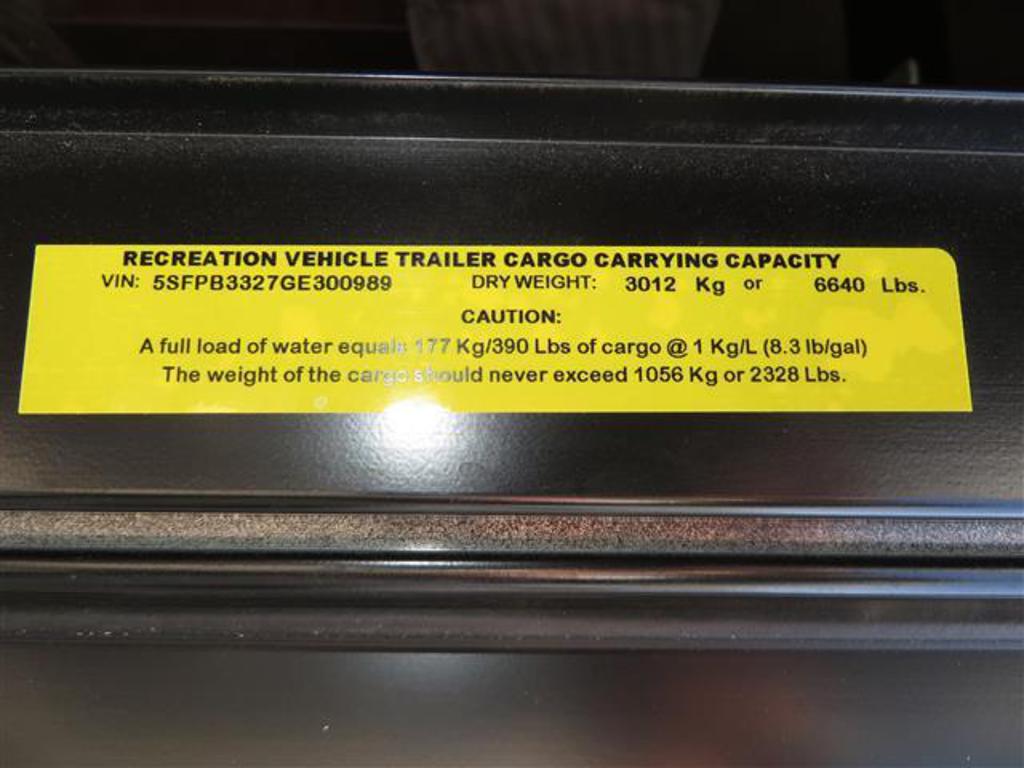 RECREATION VEHICLE TRAILER CARGO CARRYING CAPACITY
VIN: 5SFPB3327GE300989 DRY WEIGHT: 3012 Kg or 6640 Lbs.
CAUTION:
A full load of water equals 177 Kg/390 Lbs of cargo @ 1 Kg/L (8.3 lb/gal)
The weight of the cargo should never exceed 1056 Kg or 2328 Lbs.